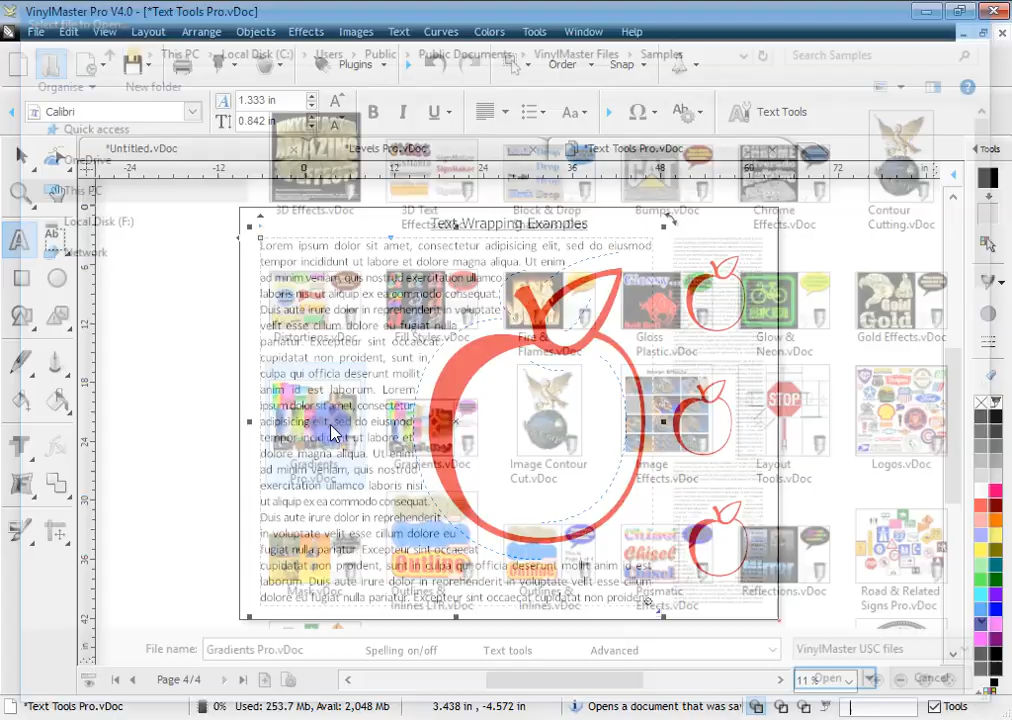 VinylMaster Pro V4.0 - [*Text Tools Pro.vDoc]
Select file to Open...
File Edit View Layout Arrange Objects Effects Images Text Curves Colors Tools Window Help
This PC Local Disk (C:) Users Public Public Documents VinylMaster Files Samples Search Samples
Plugins Order Snap
Organise New folder
Calibri 1.333 in Text Tools
0.842 in
Quick access
*Untitled.vDoc *Levels Pro.vDoc *Text Tools Pro.vDoc Tools
OneDrive
-24 -12 0 12 24 36 48 60 72
This PC
3D Effects.vDoc 3D Text Effects.vDoc Block & Drop Bumps.vDoc Chrome Effects.vDoc Contour Cutting.vDoc
Local Disk (F:)
Text Wrapping Examples
Network
Lorem ipsum dolor sit amet, consectetur adipisicing elit, sed do eiusmod
tempor incididunt ut labore et dolore magna aliqua. Ut enim
ad minim veniam, quis nostrud exercitation ullamco
laboris nisi ut aliquip ex ea commodo consequat.
Duis aute irure dolor in reprehenderit in voluptate
velit esse cillum dolore eu fugiat nulla
pariatur. Excepteur sint occaecat
cupidatat non proident, sunt in
culpa qui officia deserunt mollit
anim id est laborum. Lorem
ipsum dolor sit amet, consectetur
adipisicing elit, sed do eiusmod
tempor incididunt ut labore et
dolore magna aliqua. Ut enim
ad minim veniam, quis nostrud
exercitation ullamco laboris nisi
ut aliquip ex ea commodo consequat.
Duis aute irure dolor in reprehenderit
in voluptate velit esse cillum dolore eu
fugiat nulla pariatur. Excepteur sint occaecat
cupidatat non proident, sunt in culpa qui officia deserunt mollit anim id est
laborum. Duis aute irure dolor in reprehenderit in voluptate velit esse cillum
dolore eu fugiat nulla pariatur. Excepteur sint occaecat cupidatat non proident,
Distortions.vDoc Fill Styles.vDoc Fire & Flames.vDoc Gloss Plastic.vDoc Glow & Neon.vDoc Gold Effects.vDoc
Gradients Pro.vDoc Gradients.vDoc Image Contour Cut.vDoc Image Effects.vDoc Layout Tools.vDoc Logos.vDoc
Mask.vDoc Outlines & Inlines LTR.vDoc Outlines & Inlines.vDoc Prismatic Effects.vDoc Reflections.vDoc Road & Related Signs Pro.vDoc
File name: Gradients Pro.vDoc Spelling on/off Text tools Advanced VinylMaster USC files
Page 4/4 11% Open Cancel
*Text Tools Pro.vDoc 0% Used: 253.7 Mb, Avail: 2,048 Mb 3.438 in, -4.572 in Opens a document that was sav Tools